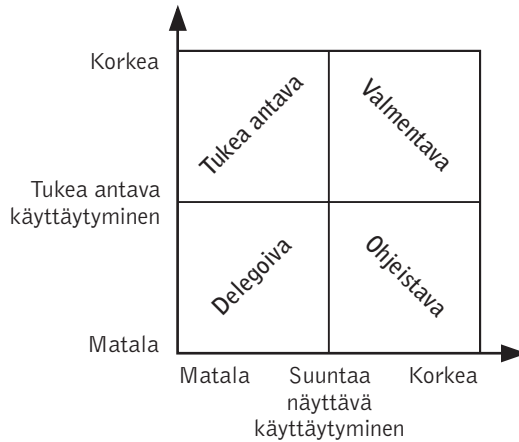 Korkea
Tukea antava
Valmentava
Tukea antava
käyttäytyminen
Delegoiva
Ohjeistava
Matala
Matala
Suuntaa
näyttävä
käyttäytyminen
Korkea